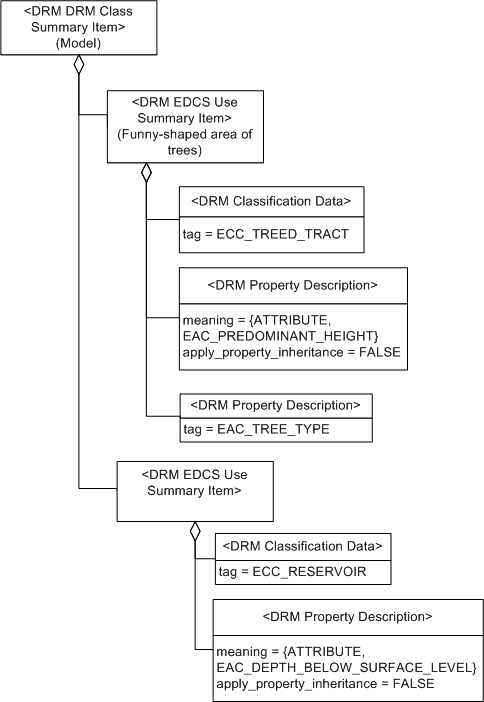 <DRM DRM Class
Summary Item>
(Model)
<DRM EDCS Use
Summary Item>
(Funny-shaped area of
trees)
<DRM Classification Data>
tag = ECC_TREED_TRACT
<DRM Property Description>
meaning = {ATTRIBUTE,
EAC_PREDOMINANT_HEIGHT}
apply_property_inheritance = FALSE
<DRM Property Description>
tag = EAC_TREE_TYPE
<DRM EDCS Use
Summary Item>
<DRM Classification Data>
tag = ECC_RESERVOIR
<DRM Property Description>
meaning = {ATTRIBUTE,
EAC_DEPTH_BELOW_SURFACE_LEVEL}
apply_property_inheritance = FALSE